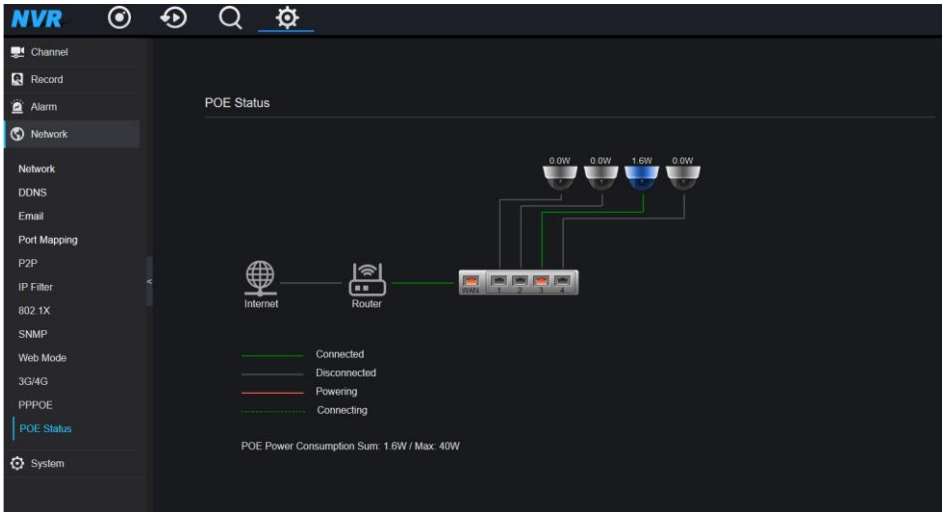 NVR
Channel
Record
Alarm
Network
Network
DDNS
Email
Port Mapping
P2P
IP Filter
802.1X
SNMP
Web Mode
3G/4G
PPPOE
POE Status
System
POE Status
0.0W 0.0W 1.6W 0.0W
WAN 1 2 3 4
Internet Router
Connected
Disconnected
Powering
Connecting
POE Power Consumption Sum: 1.6W / Max: 40W